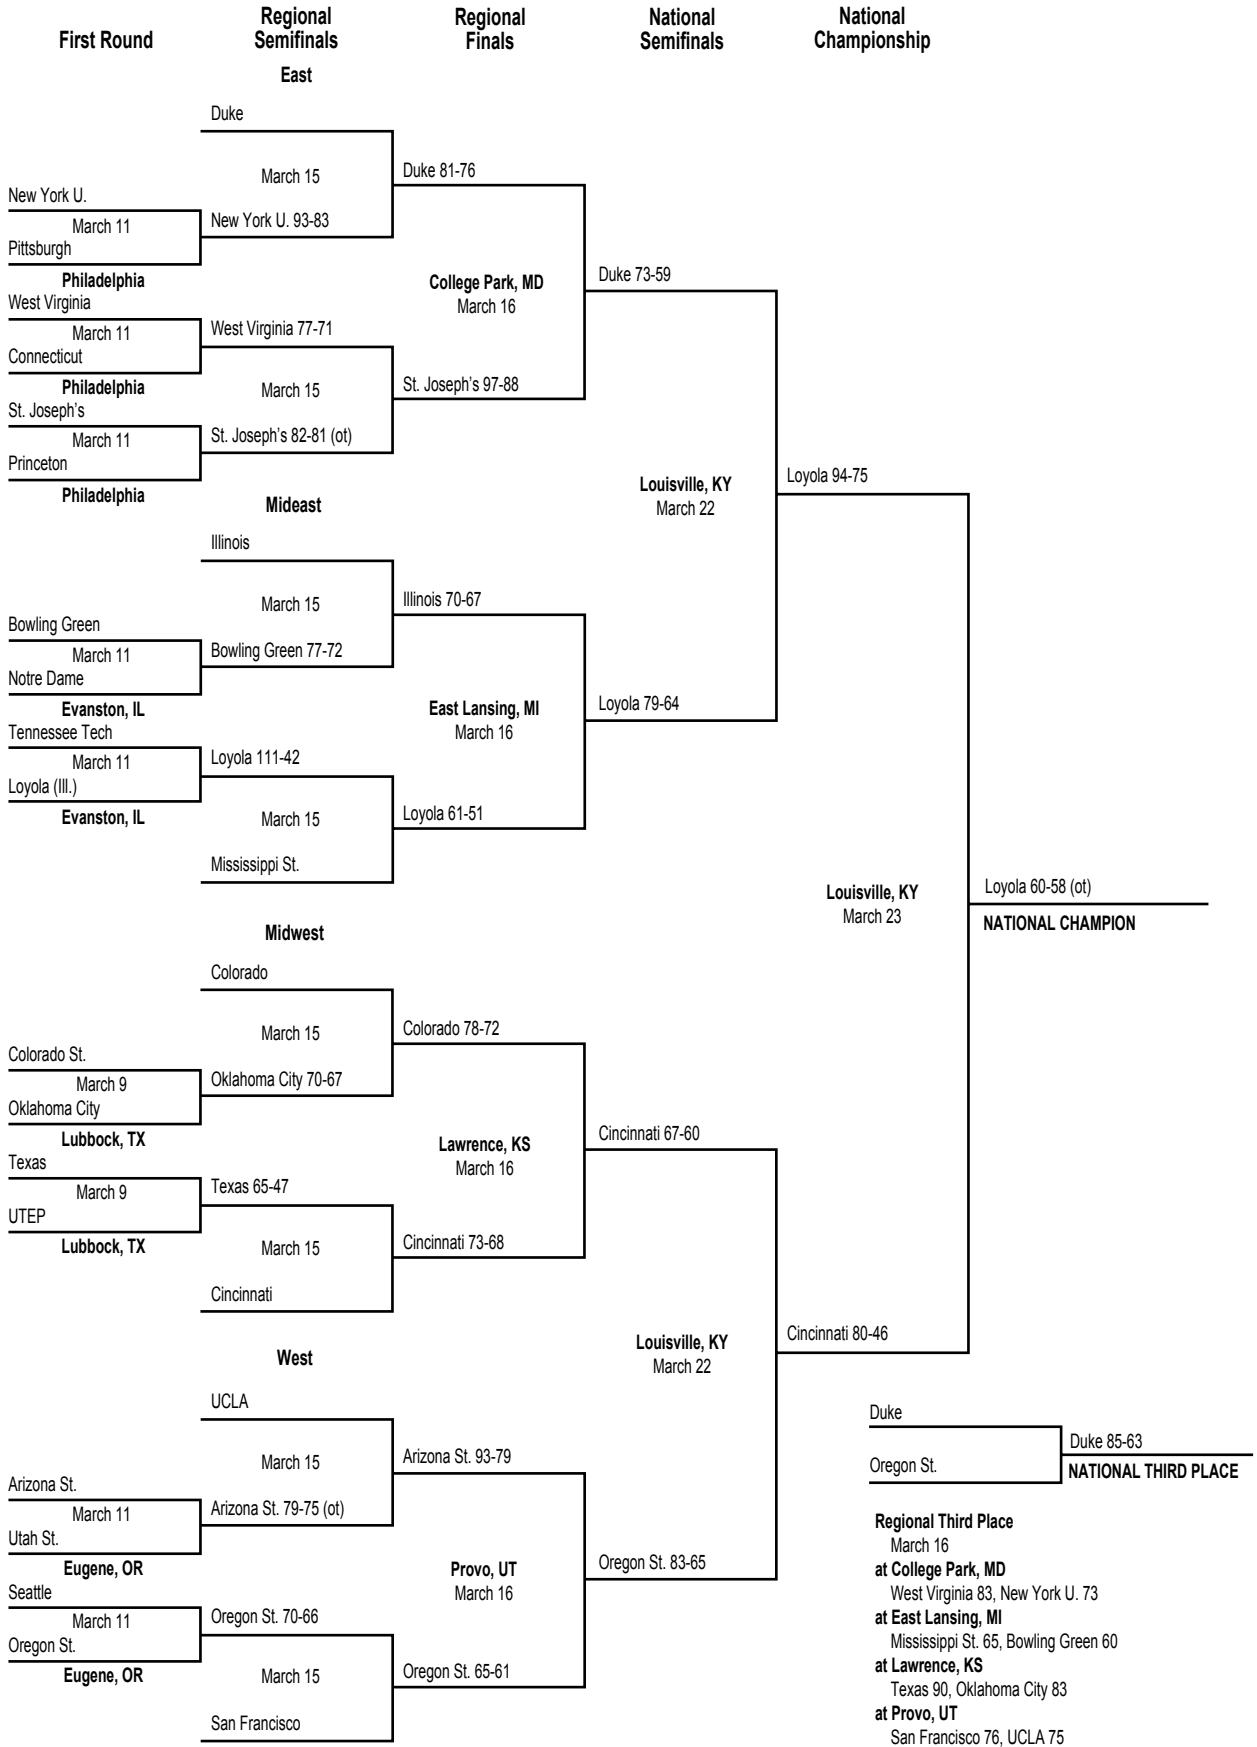 First Round
Regional
Semifinals
Regional
Finals
National
Semifinals
National
Championship
East
Duke
March 15
Duke 81-76
New York U.
March 11
New York U. 93-83
Pittsburgh
Philadelphia
College Park, MD
March 16
Duke 73-59
West Virginia
March 11
West Virginia 77-71
Connecticut
Philadelphia
March 15
St. Joseph's 97-88
St. Joseph's
March 11
St. Joseph's 82-81 (ot)
Princeton
Philadelphia
Louisville, KY
March 22
Loyola 94-75
Mideast
Illinois
March 15
Illinois 70-67
Bowling Green
March 11
Bowling Green 77-72
Notre Dame
Evanston, IL
East Lansing, MI
March 16
Loyola 79-64
Tennessee Tech
March 11
Loyola 111-42
Loyola (Ill.)
Evanston, IL
March 15
Loyola 61-51
Mississippi St.
Louisville, KY
March 23
Loyola 60-58 (ot)
NATIONAL CHAMPION
Midwest
Colorado
March 15
Colorado 78-72
Colorado St.
March 9
Oklahoma City 70-67
Oklahoma City
Lubbock, TX
Lawrence, KS
March 16
Cincinnati 67-60
Texas
March 9
Texas 65-47
UTEP
Lubbock, TX
March 15
Cincinnati 73-68
Cincinnati
Louisville, KY
March 22
Cincinnati 80-46
West
UCLA
March 15
Arizona St. 93-79
Arizona St.
March 11
Arizona St. 79-75 (ot)
Utah St.
Eugene, OR
Provo, UT
March 16
Oregon St. 83-65
Seattle
March 11
Oregon St. 70-66
Oregon St.
Eugene, OR
March 15
Oregon St. 65-61
San Francisco
Duke
Duke 85-63
Oregon St.
NATIONAL THIRD PLACE
Regional Third Place
March 16
at College Park, MD
West Virginia 83, New York U. 73
at East Lansing, MI
Mississippi St. 65, Bowling Green 60
at Lawrence, KS
Texas 90, Oklahoma City 83
at Provo, UT
San Francisco 76, UCLA 75